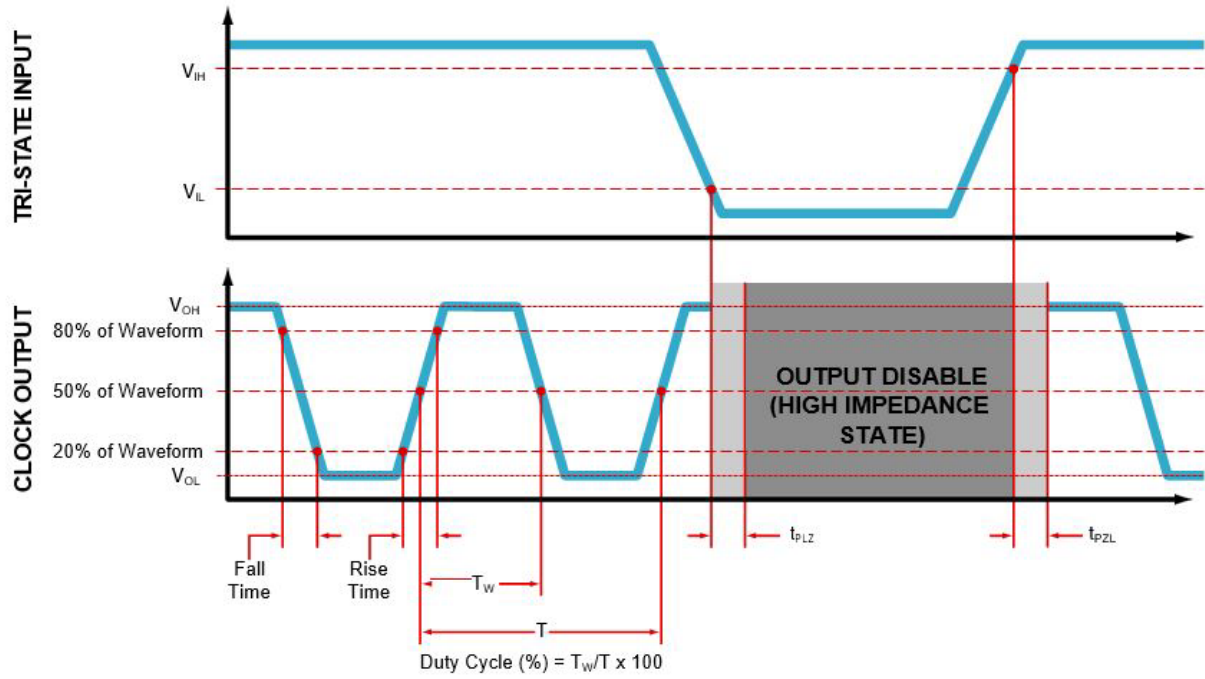 TRI-STATE INPUT
V_IH
V_IL
CLOCK OUTPUT
V_OH
80% of Waveform
50% of Waveform
20% of Waveform
V_OL
OUTPUT DISABLE
(HIGH IMPEDANCE
STATE)
Fall
Time
Rise
Time
T_W
T
t_PLZ
t_PZL
Duty Cycle (%) = T_W/T x 100